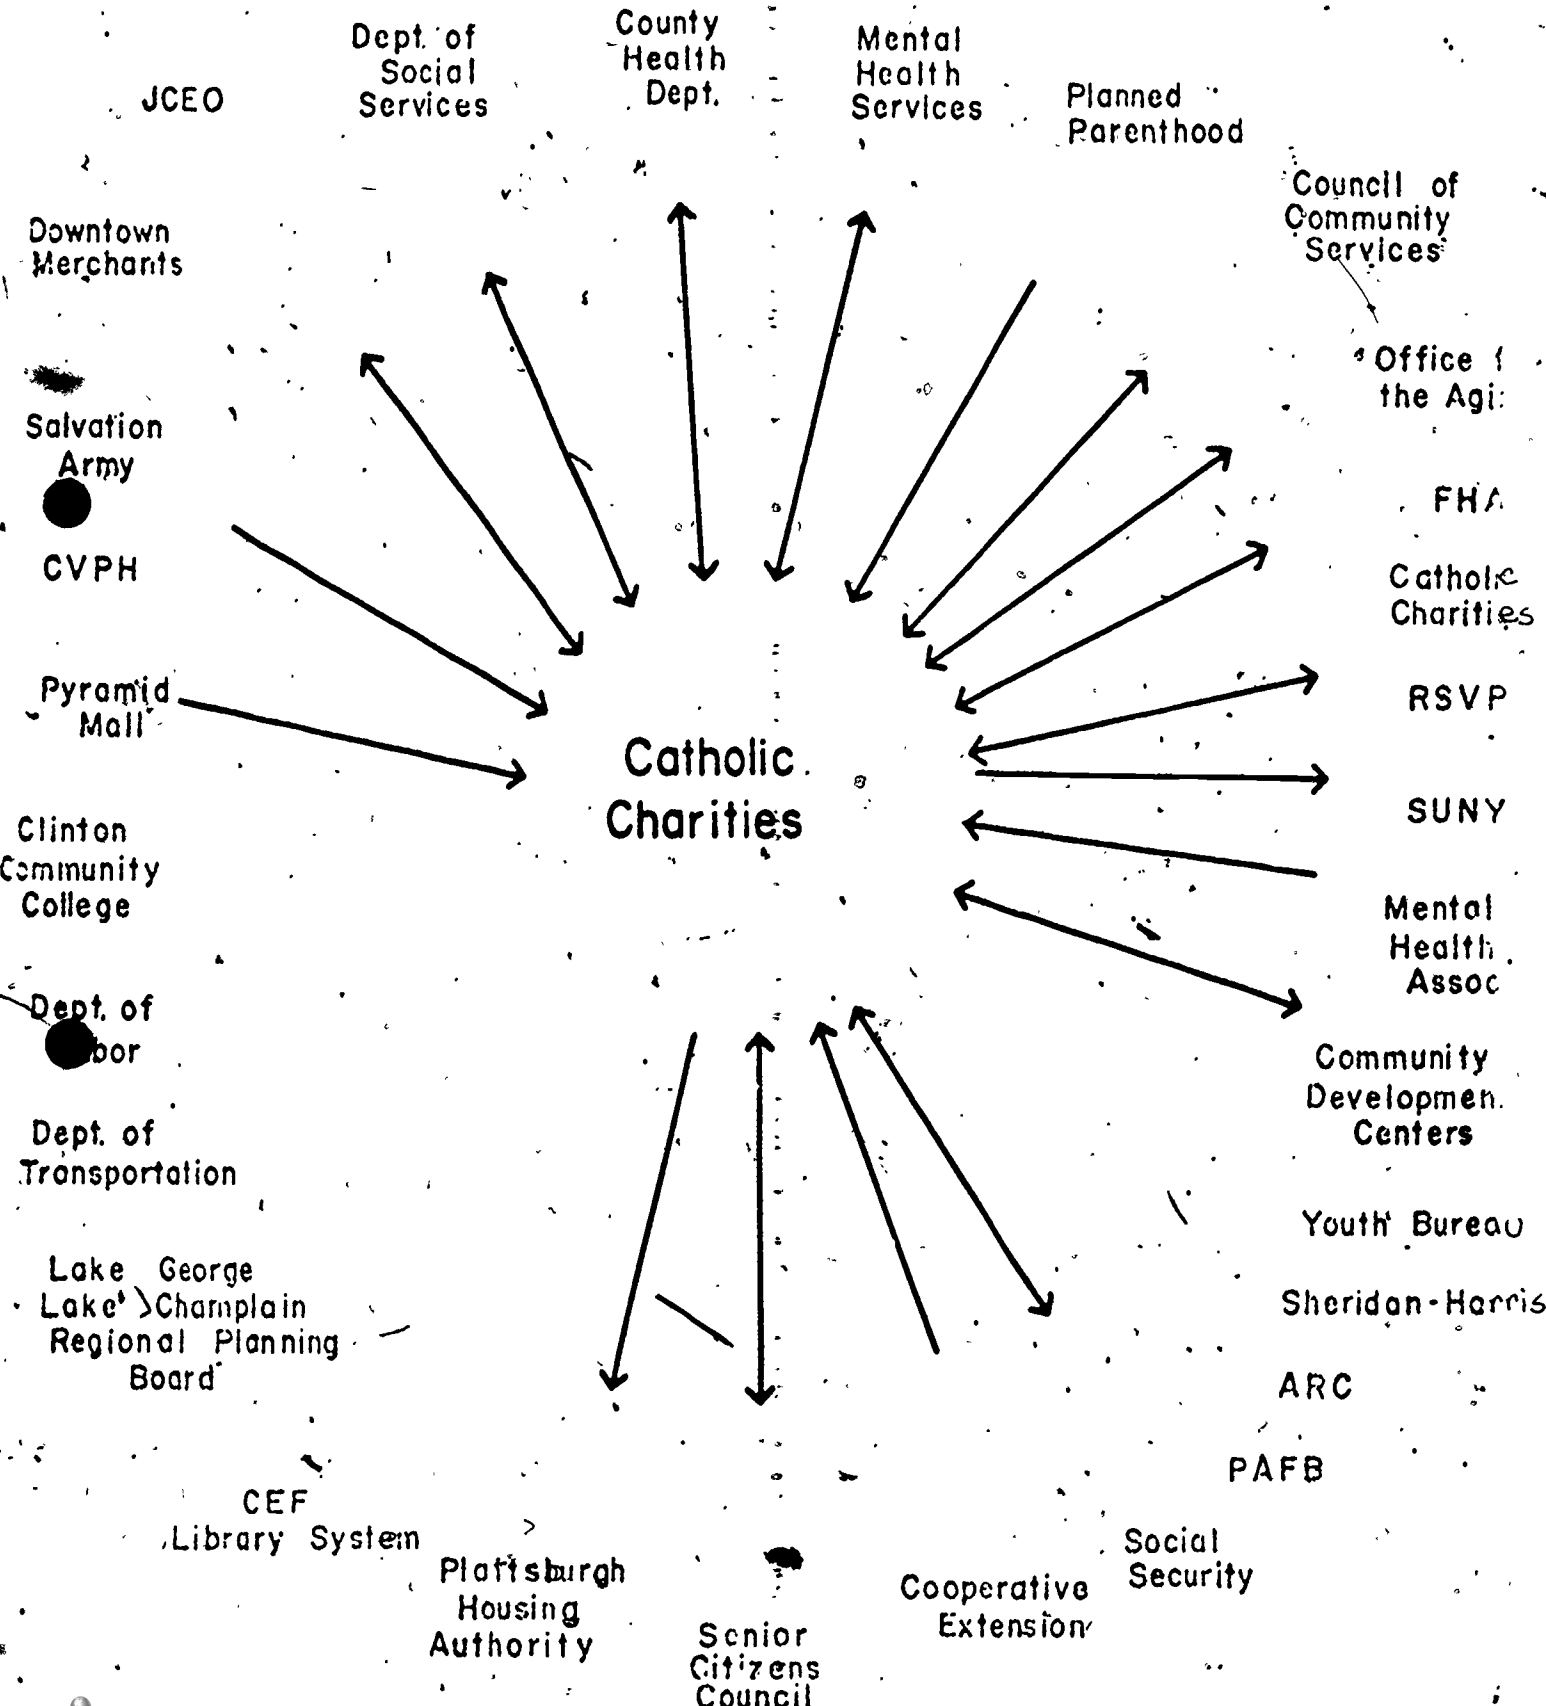 County
Health
Dept.
Dept. of
Social
Services
Mental
Health
Services
JCEO
Planned
Parenthood
Council of
Community
Services
Downtown
Merchants
Office
the
Salvation
Army
FHA
CVPH
Catholic
Charities
Pyramid
Mall
RSVP
Catholic
Charities
SUNY
Clinton
Community
College
Mental
Health
Assoc
Dept. of
Community
Developmen
Centers
Dept. of
Transportation
Youth Bureau
Lake George
Lake Champlain
Regional Planning
Board
Sheridan-Harris
ARC
PAFB
CEF
Library System
Social
Security
Plattsburgh
Housing
Authority
Cooperative
Extension
Senior
Citizens
Council